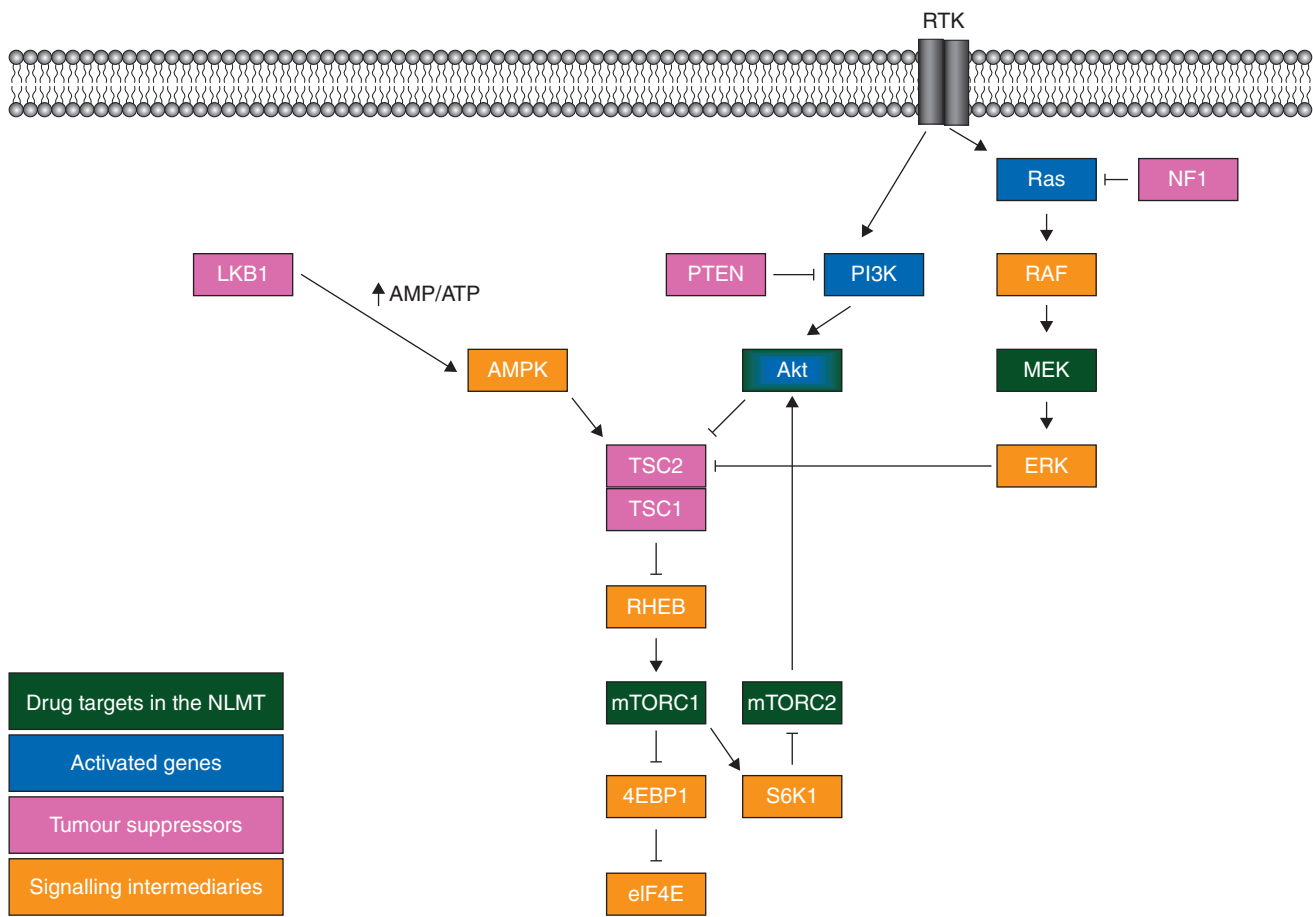 RTK
Ras
NF1
LKB1
PTEN
PI3K
RAF
AMP/ATP
AMPK
Akt
MEK
TSC2
ERK
TSC1
RHEB
mTORC1
mTORC2
4EBP1
S6K1
eIF4E
Drug targets in the NLMT
Activated genes
Tumour suppressors
Signalling intermediaries